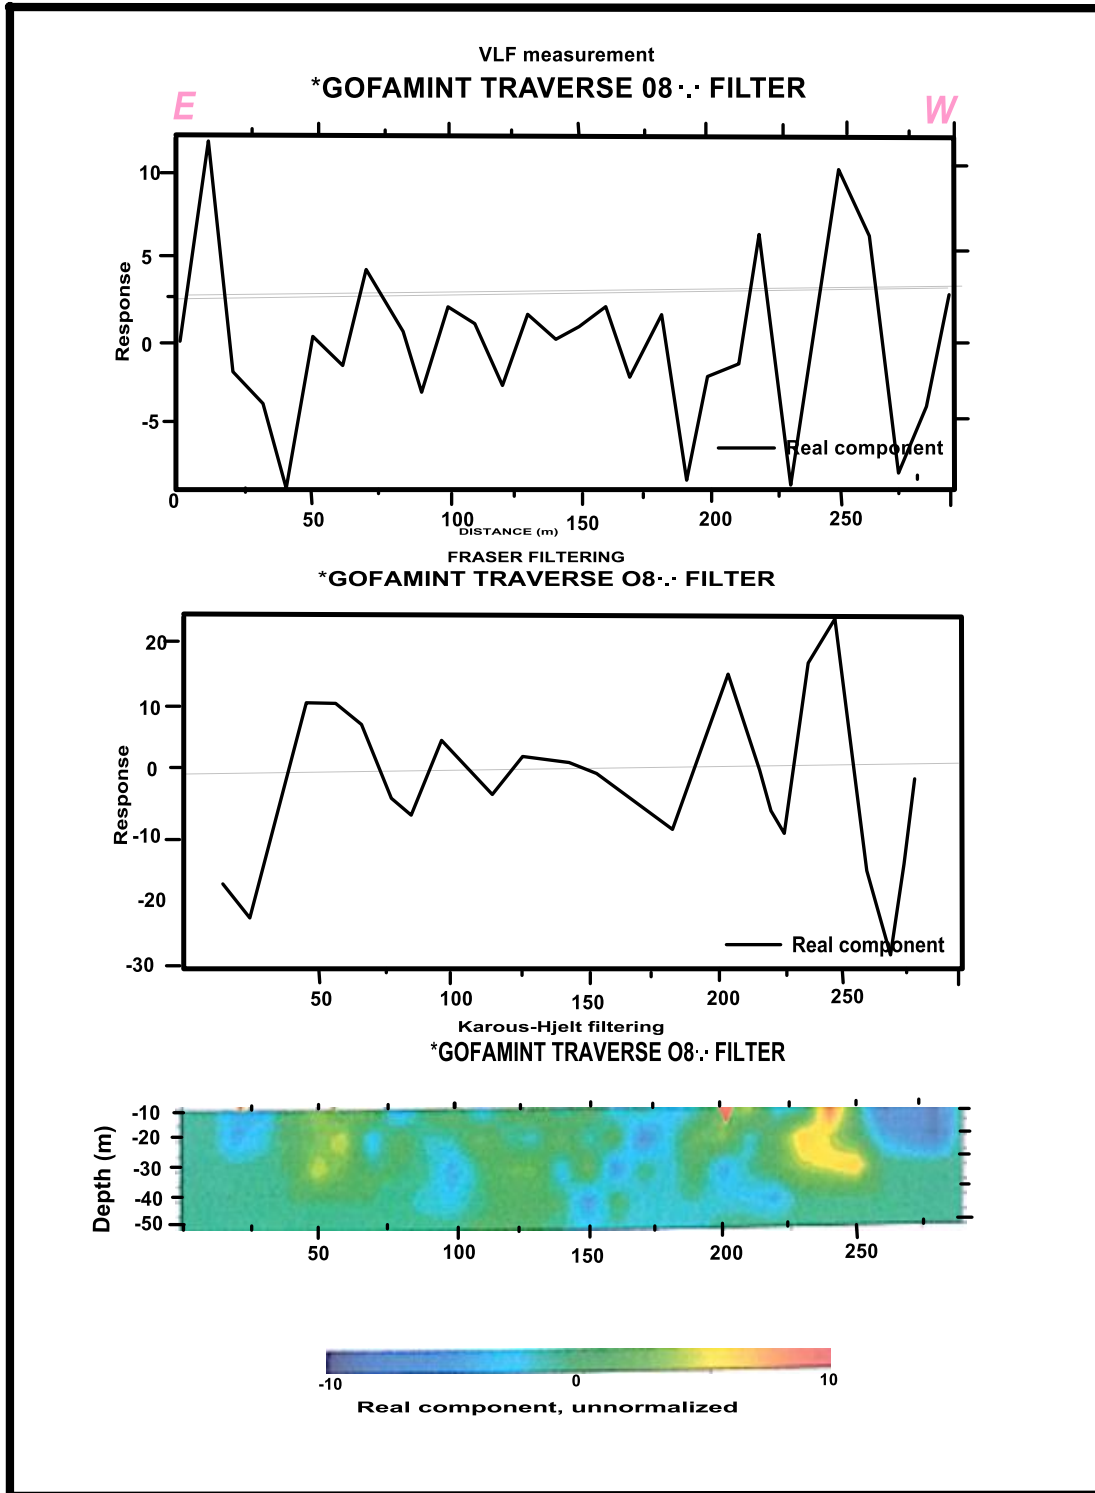 VLF measurement
*GOFAMINT TRAVERSE 08 ·.· FILTER
E W
10
5
0
-5
Response
Real component
0 50 100 150 200 250
DISTANCE (m)
FRASER FILTERING
*GOFAMINT TRAVERSE O8·.· FILTER
20
10
0
-10
-20
-30
Response
Real component
50 100 150 200 250
Karous-Hjelt filtering
*GOFAMINT TRAVERSE O8·.· FILTER
-10
-20
-30
-40
-50
Depth (m)
50 100 150 200 250
-10 0 10
Real component, unnormalized